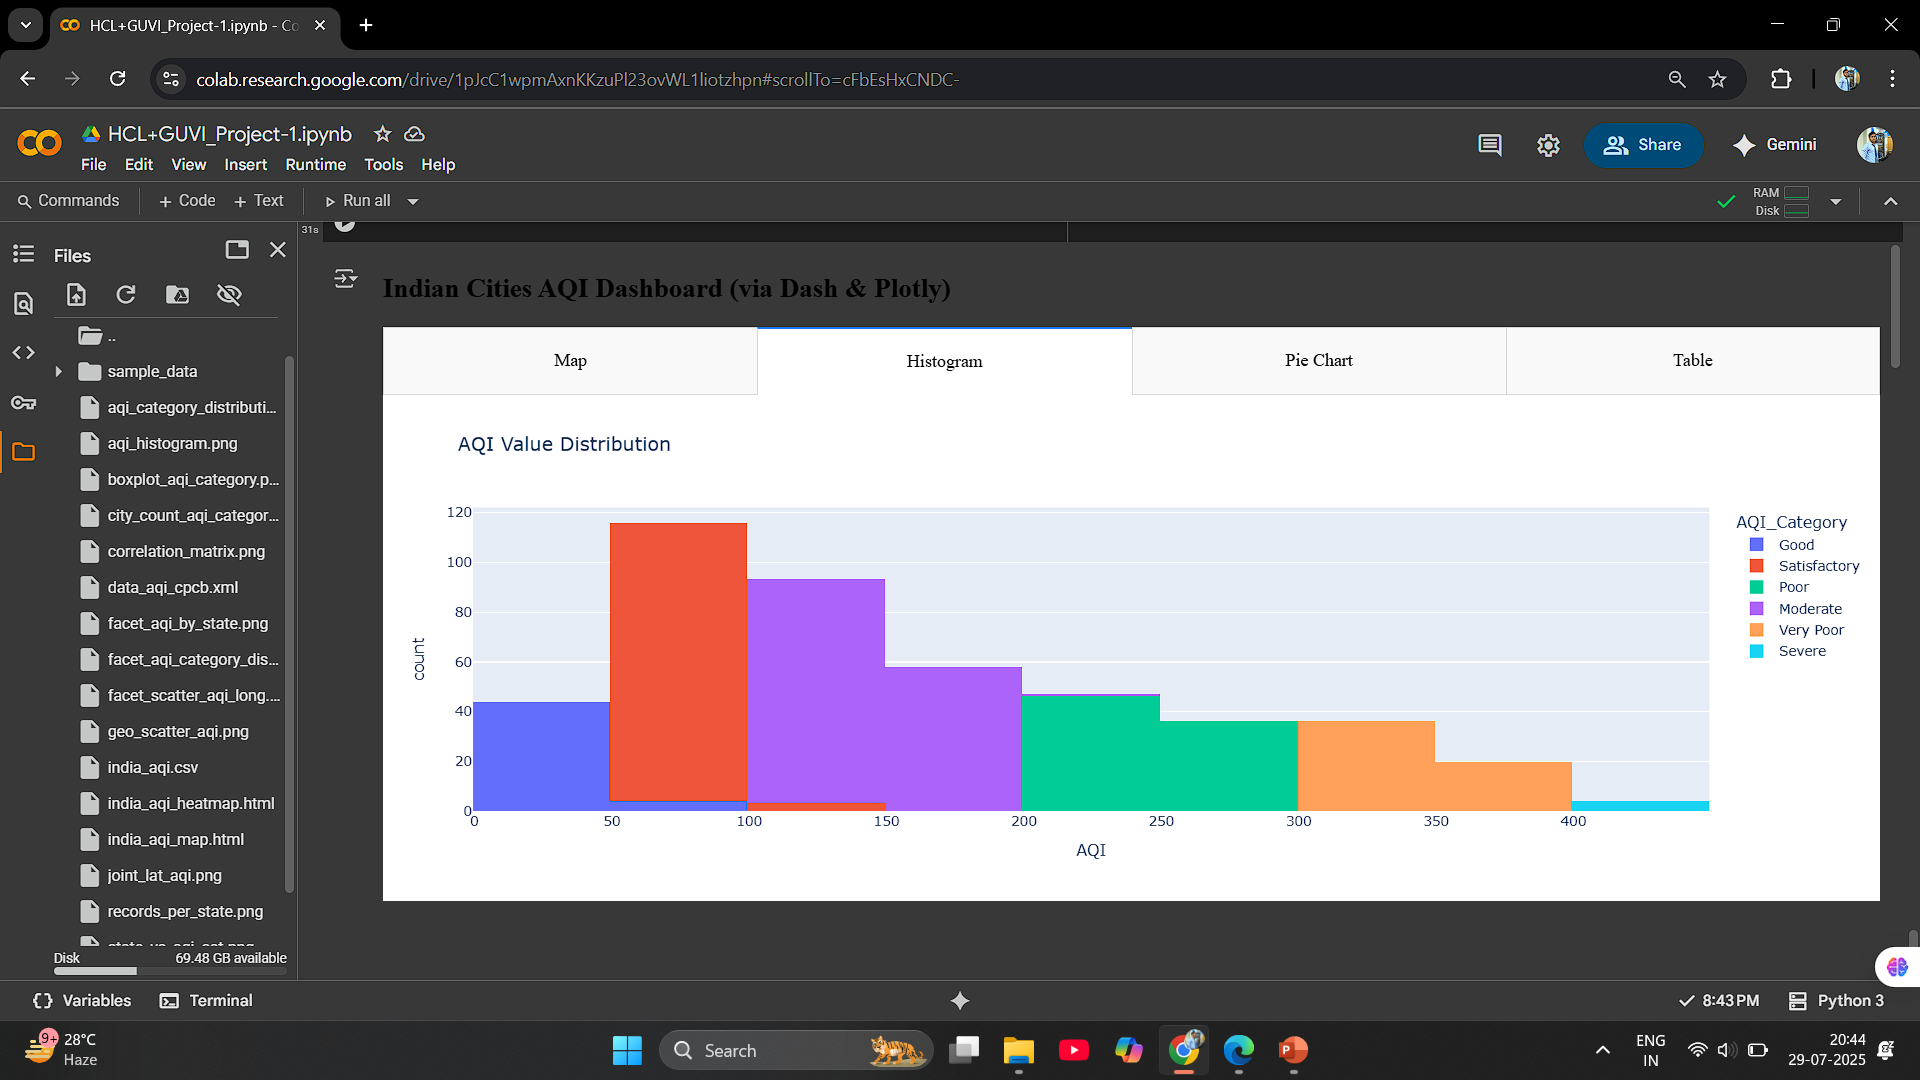 HCL+GUVI_Project-1.ipynb - Co
colab.research.google.com/drive/1pJcC1wpmAxnKKzuPl23ovWL1liotzhpn#scrollTo=cFbEsHxCNDC-
HCL+GUVI_Project-1.ipynb
File Edit View Insert Runtime Tools Help
Share
Gemini
Commands + Code + Text Run all
RAM
Disk
31s
Files
..
sample_data
aqi_category_distributi...
aqi_histogram.png
boxplot_aqi_category.p...
city_count_aqi_categor...
correlation_matrix.png
data_aqi_cpcb.xml
facet_aqi_by_state.png
facet_aqi_category_dis...
facet_scatter_aqi_long....
geo_scatter_aqi.png
india_aqi.csv
india_aqi_heatmap.html
india_aqi_map.html
joint_lat_aqi.png
records_per_state.png
Disk 69.48 GB available
Indian Cities AQI Dashboard (via Dash & Plotly)
Map Histogram Pie Chart Table
AQI Value Distribution
120
100
80
60
40
20
0
count
0 50 100 150 200 250 300 350 400
AQI
AQI_Category
Good
Satisfactory
Poor
Moderate
Very Poor
Severe
Variables Terminal
8:43 PM Python 3
9+
28°C
Haze
Search
ENG
IN
20:44
29-07-2025